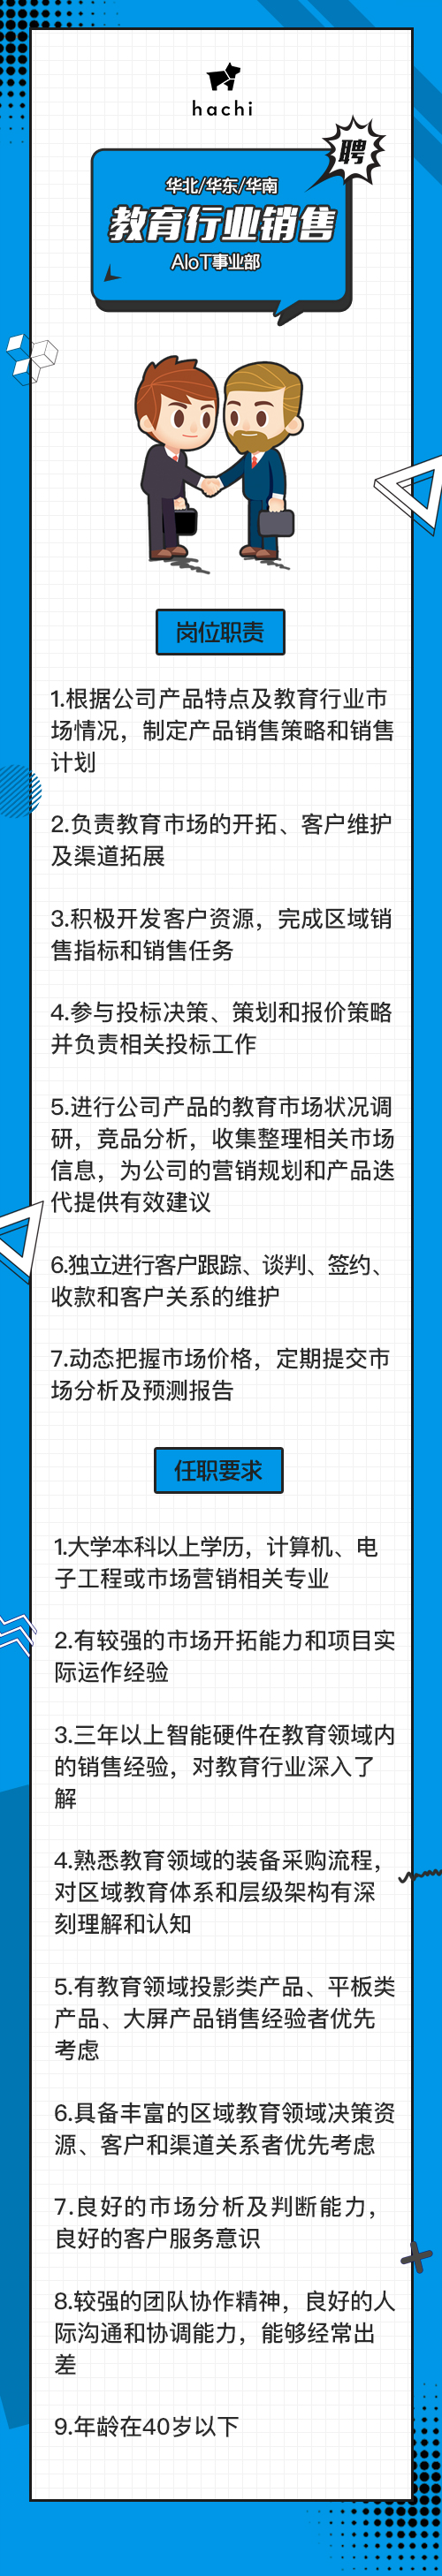 hachi
聘
华北/华东/华南
教育行业销售
AIoT事业部
岗位职责
1.根据公司产品特点及教育行业市
场情况，制定产品销售策略和销售
计划
2.负责教育市场的开拓、客户维护
及渠道拓展
3.积极开发客户资源，完成区域销
售指标和销售任务
4.参与投标决策、策划和报价策略
并负责相关投标工作
5.进行公司产品的教育市场状况调
研，竞品分析，收集整理相关市场
信息，为公司的营销规划和产品迭
代提供有效建议
6.独立进行客户跟踪、谈判、签约、
收款和客户关系的维护
7.动态把握市场价格，定期提交市
场分析及预测报告
任职要求
1.大学本科以上学历，计算机、电
子工程或市场营销相关专业
2.有较强的市场开拓能力和项目实
际运作经验
3.三年以上智能硬件在教育领域内
的销售经验，对教育行业深入了
解
4.熟悉教育领域的装备采购流程，
对区域教育体系和层级架构有深
刻理解和认知
5.有教育领域投影类产品、平板类
产品、大屏产品销售经验者优先
考虑
6.具备丰富的区域教育领域决策资
源、客户和渠道关系者优先考虑
7.良好的市场分析及判断能力，
良好的客户服务意识
8.较强的团队协作精神，良好的人
际沟通和协调能力，能够经常出
差
9.年龄在40岁以下